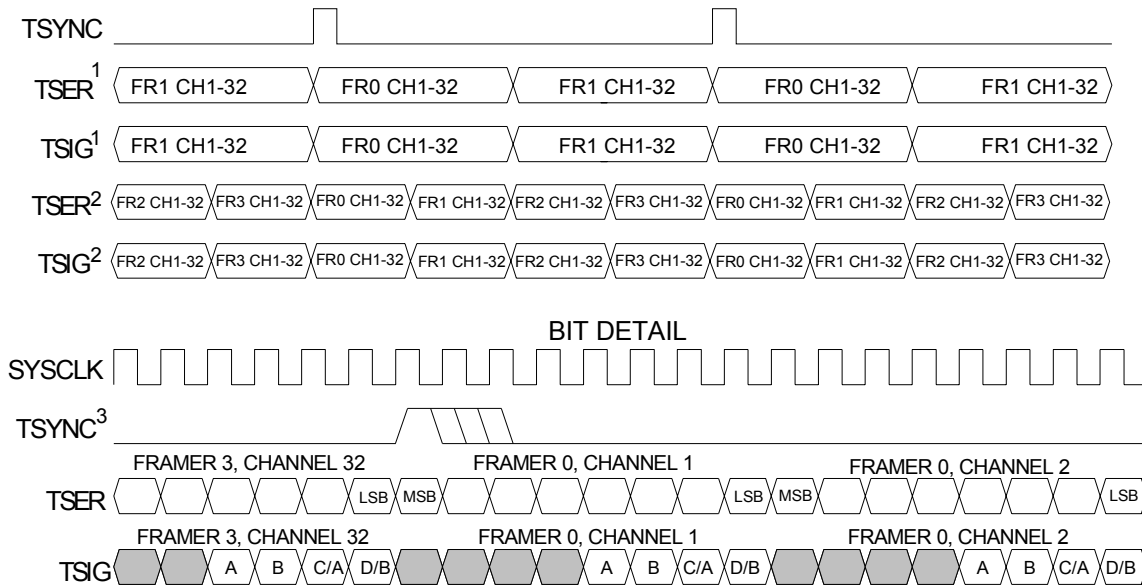 TSYNC
TSER¹ FR1 CH1-32 FR0 CH1-32 FR1 CH1-32 FR0 CH1-32 FR1 CH1-32
TSIG¹ FR1 CH1-32 FR0 CH1-32 FR1 CH1-32 FR0 CH1-32 FR1 CH1-32
TSER² FR2 CH1-32 FR3 CH1-32 FR0 CH1-32 FR1 CH1-32 FR2 CH1-32 FR3 CH1-32 FR0 CH1-32 FR1 CH1-32 FR2 CH1-32 FR3 CH1-32
TSIG² FR2 CH1-32 FR3 CH1-32 FR0 CH1-32 FR1 CH1-32 FR2 CH1-32 FR3 CH1-32 FR0 CH1-32 FR1 CH1-32 FR2 CH1-32 FR3 CH1-32
BIT DETAIL
SYSCLK
TSYNC³
FRAMER 3, CHANNEL 32 FRAMER 0, CHANNEL 1 FRAMER 0, CHANNEL 2
TSER LSB MSB LSB MSB LSB
FRAMER 3, CHANNEL 32 FRAMER 0, CHANNEL 1 FRAMER 0, CHANNEL 2
TSIG A B C/A D/B A B C/A D/B A B C/A D/B